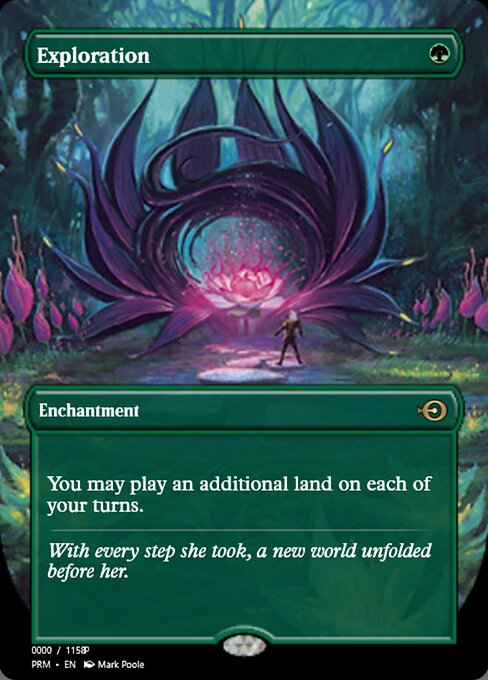 Exploration
Enchantment
You may play an additional land on each of
your turns.
With every step she took, a new world unfolded
before her.
0000 / 1158P
PRM • EN Mark Poole